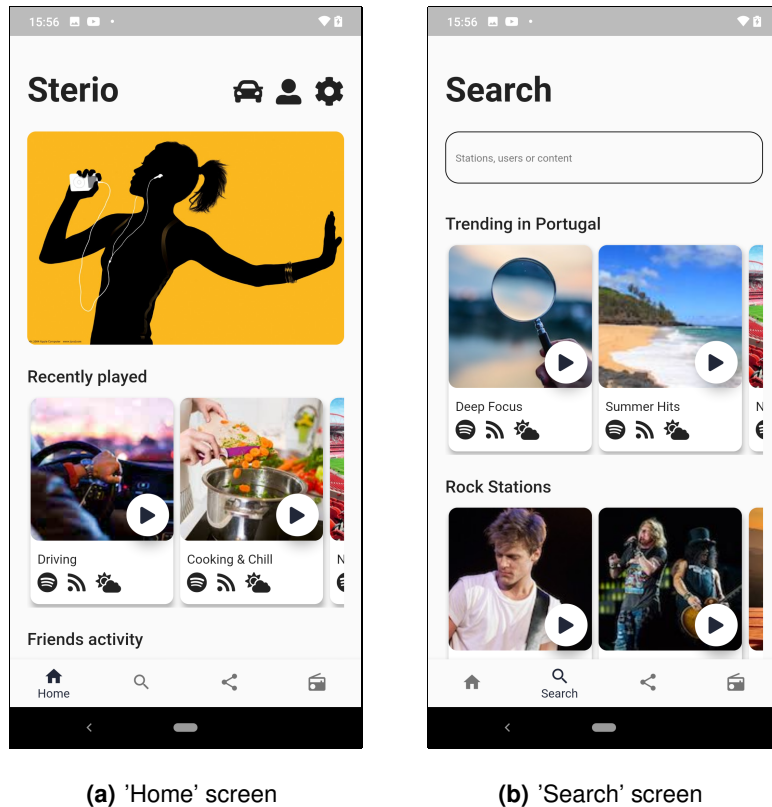 15:56
Sterio
Recently played
Driving
Cooking & Chill
N
Friends activity
Home
(a) 'Home' screen
15:56
Search
Stations, users or content
Trending in Portugal
Deep Focus
Summer Hits
N
Rock Stations
Search
(b) 'Search' screen